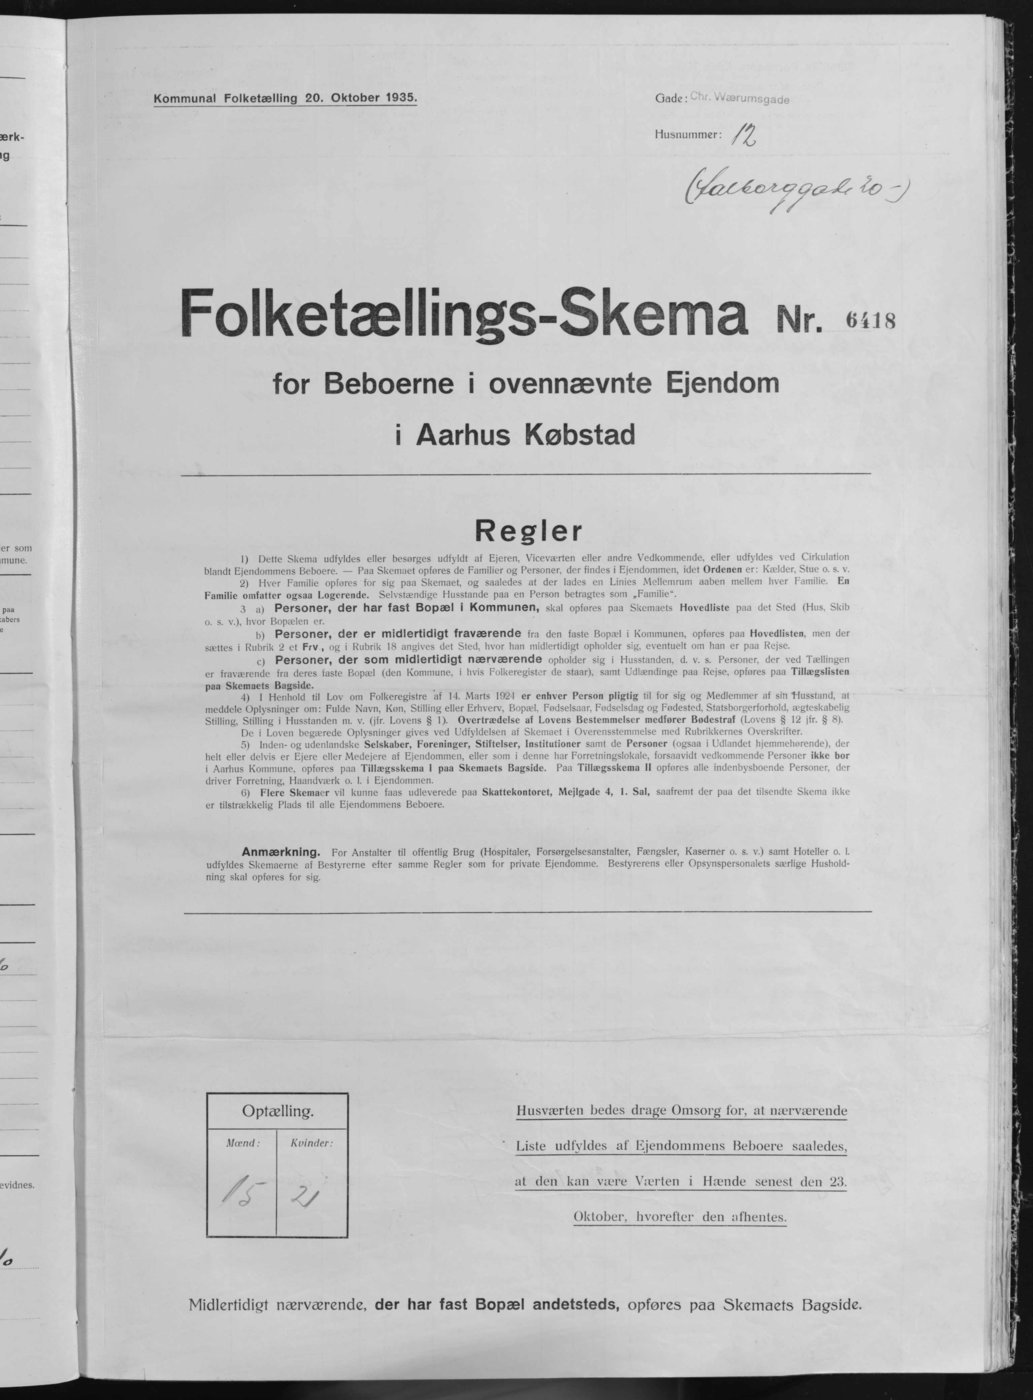 Kommunal Folketælling 20. Oktober 1935.
Gade: Chr. Wærumsgade
Husnummer: 12
(Aalborggade 20-)
Folketællings-Skema Nr. 6418
for Beboerne i ovennævnte Ejendom
i Aarhus Købstad
Regler
1) Dette Skema udfyldes eller besørges udfyldt af Ejeren, Viceværten eller andre Vedkommende, eller udfyldes ved Cirkulation
blandt Ejendommens Beboere. — Paa Skemaet opføres de Familier og Personer, der findes i Ejendommen, idet Ordenen er: Kælder, Stue o. s. v.
2) Hver Familie opføres for sig paa Skemaet, og saaledes at der lades en Linies Mellemrum aaben mellem hver Familie. En
Familie omfatter ogsaa Logerende. Selvstændige Husstande paa en Person betragtes som „Familie“.
3 a) Personer, der har fast Bopæl i Kommunen, skal opføres paa Skemaets Hovedliste paa det Sted (Hus, Skib
o. s. v.), hvor Bopælen er.
b) Personer, der er midlertidigt fraværende fra den faste Bopæl i Kommunen, opføres paa Hovedlisten, men der
sættes i Rubrik 2 et Frv., og i Rubrik 18 angives det Sted, hvor han midlertidigt opholder sig, eventuelt om han er paa Rejse.
c) Personer, der som midlertidigt nærværende opholder sig i Husstanden, d. v. s. Personer, der ved Tællingen
er fraværende fra deres faste Bopæl (den Kommune, i hvis Folkeregister de staar), samt Udlændinge paa Rejse, opføres paa Tillægslisten
paa Skemaets Bagside.
4) I Henhold til Lov om Folkeregistre af 14. Marts 1924 er enhver Person pligtig til for sig og Medlemmer af sin Husstand, at
meddele Oplysninger om: Fulde Navn, Køn, Stilling eller Erhverv, Bopæl, Fødselsaar, Fødselsdag og Fødested, Statsborgerforhold, ægteskabelig
Stilling, Stilling i Husstanden m. v. (jfr. Lovens § 1). Overtrædelse af Lovens Bestemmelser medfører Bødestraf (Lovens § 12 jfr. § 8).
De i Loven begærede Oplysninger gives ved Udfyldelsen af Skemaet i Overensstemmelse med Rubrikkernes Overskrifter.
5) Inden- og udenlandske Selskaber, Foreninger, Stiftelser, Institutioner samt de Personer (ogsaa i Udlandet hjemmehørende), der
helt eller delvis er Ejere eller Medejere af Ejendommen, eller som i denne har Forretningslokale, forsaavidt vedkommende Personer ikke bor
i Aarhus Kommune, opføres paa Tillægsskema I paa Skemaets Bagside. Paa Tillægsskema II opføres alle indenbysboende Personer, der
driver Forretning, Haandværk o. l. i Ejendommen.
6) Flere Skemaer vil kunne faas udleverede paa Skattekontoret, Mejlgade 4, 1. Sal, saafremt der paa det tilsendte Skema ikke
er tilstrækkelig Plads til alle Ejendommens Beboere.
Anmærkning. For Anstalter til offentlig Brug (Hospitaler, Forsørgelsesanstalter, Fængsler, Kaserner o. s. v.) samt Hoteller o. l.
udfyldes Skemaerne af Bestyrerne efter samme Regler som for private Ejendomme. Bestyrerens eller Opsynspersonalets særlige Hushold-
ning skal opføres for sig.
Optælling.
Mænd: Kvinder:
15 21
Husværten bedes drage Omsorg for, at nærværende
Liste udfyldes af Ejendommens Beboere saaledes,
at den kan være Værten i Hænde senest den 23.
Oktober, hvorefter den afhentes.
Midlertidigt nærværende, der har fast Bopæl andetsteds, opføres paa Skemaets Bagside.